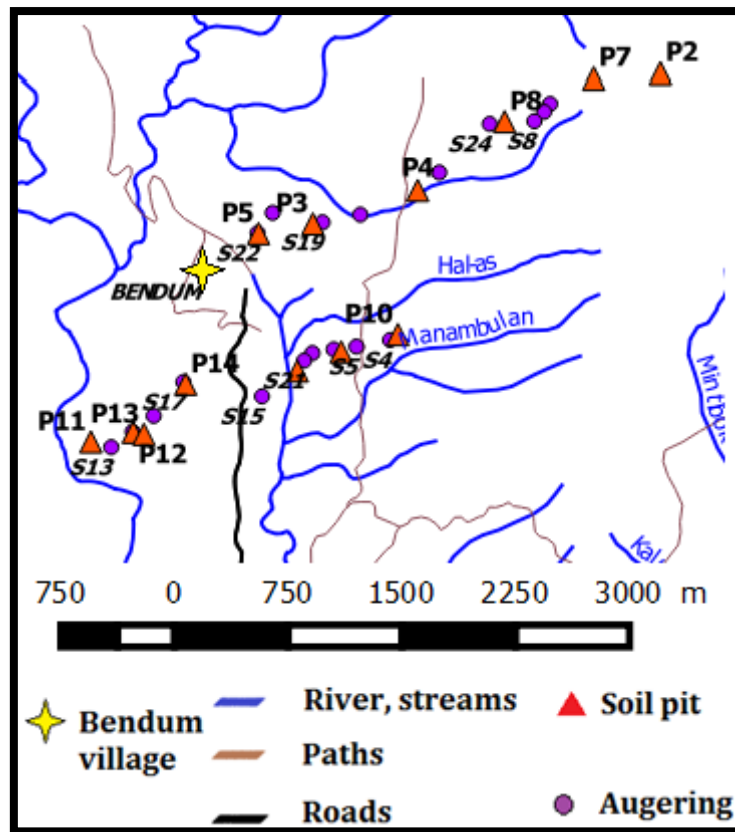 P7
P2
P8
S24
S8
P4
P5
P3
S22
S19
BENDUM
Hal-as
P10
Manambulan
P14
S21
S5
S4
S17
S15
P11
P13
S13
P12
750 0 750 1500 2250 3000 m
Bendum village
River, streams
Soil pit
Paths
Roads
Augering